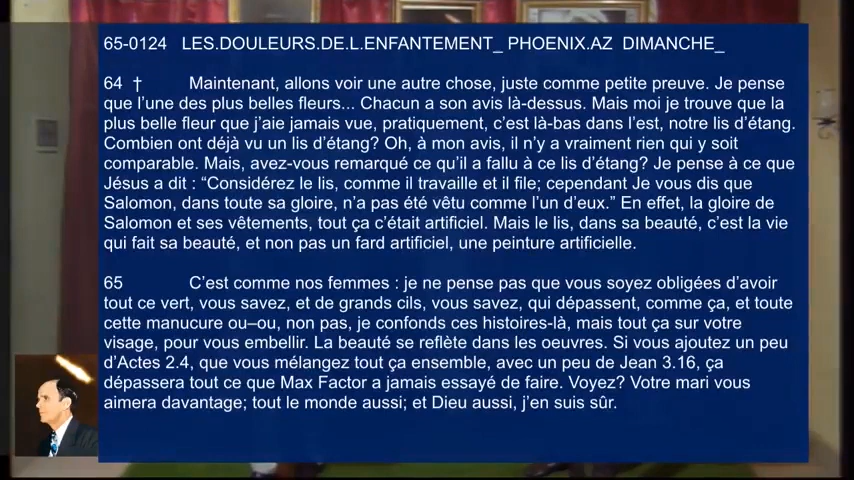 65-0124 LES.DOULEURS.DE.L.ENFANTEMENT_ PHOENIX.AZ DIMANCHE_
64 † Maintenant, allons voir une autre chose, juste comme petite preuve. Je pense
que l'une des plus belles fleurs... Chacun a son avis là-dessus. Mais moi je trouve que la
plus belle fleur que j'aie jamais vue, pratiquement, c'est là-bas dans l'est, notre lis d'étang.
Combien ont déjà vu un lis d'étang? Oh, à mon avis, il n'y a vraiment rien qui y soit
comparable. Mais, avez-vous remarqué ce qu'il a fallu à ce lis d'étang? Je pense à ce que
Jésus a dit : “Considérez le lis, comme il travaille et il file; cependant Je vous dis que
Salomon, dans toute sa gloire, n'a pas été vêtu comme l'un d'eux.” En effet, la gloire de
Salomon et ses vêtements, tout ça c'était artificiel. Mais le lis, dans sa beauté, c'est la vie
qui fait sa beauté, et non pas un fard artificiel, une peinture artificielle.
65 C'est comme nos femmes : je ne pense pas que vous soyez obligées d'avoir
tout ce vert, vous savez, et de grands cils, vous savez, qui dépassent, comme ça, et toute
cette manucure ou–ou, non pas, je confonds ces histoires-là, mais tout ça sur votre
visage, pour vous embellir. La beauté se reflète dans les oeuvres. Si vous ajoutez un peu
d'Actes 2.4, que vous mélangez tout ça ensemble, avec un peu de Jean 3.16, ça
dépassera tout ce que Max Factor a jamais essayé de faire. Voyez? Votre mari vous
aimera davantage; tout le monde aussi; et Dieu aussi, j'en suis sûr.